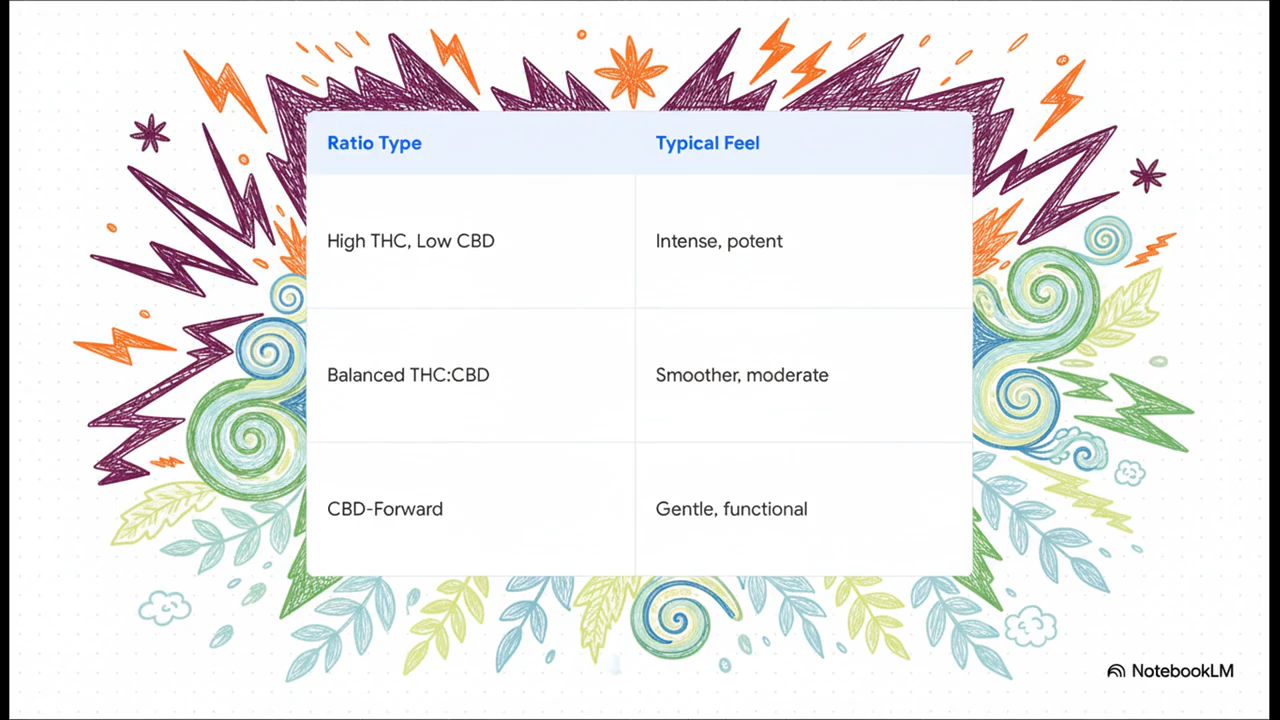 Ratio Type
Typical Feel
High THC, Low CBD
Intense, potent
Balanced THC:CBD
Smoother, moderate
CBD-Forward
Gentle, functional
NotebookLM